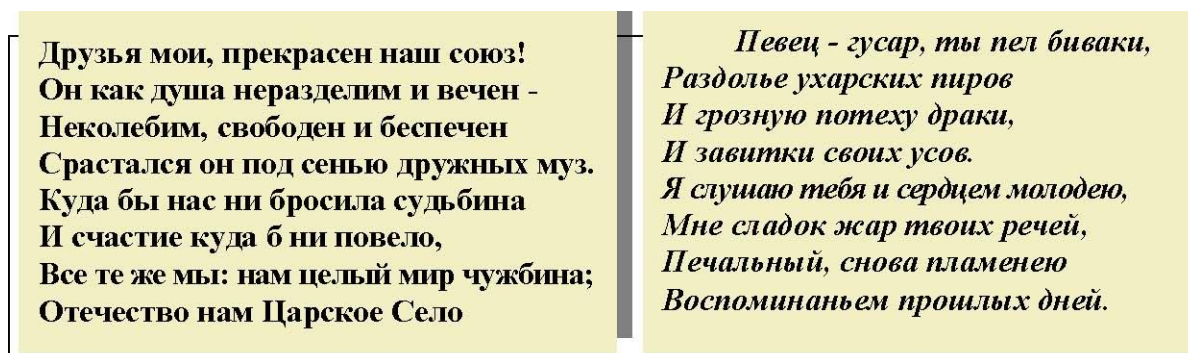 Друзья мои, прекрасен наш союз!
Он как душа неразделим и вечен -
Неколебим, свободен и беспечен
Срастался он под сенью дружных муз.
Куда бы нас ни бросила судьбина
И счастие куда б ни повело,
Все те же мы: нам целый мир чужбина;
Отечество нам Царское Село
Певец - гусар, ты пел биваки,
Раздолье ухарских пиров
И грозную потеху драки,
И завитки своих усов.
Я слушаю тебя и сердцем молодею,
Мне сладок жар твоих речей,
Печальный, снова пламенею
Воспоминаньем прошлых дней.